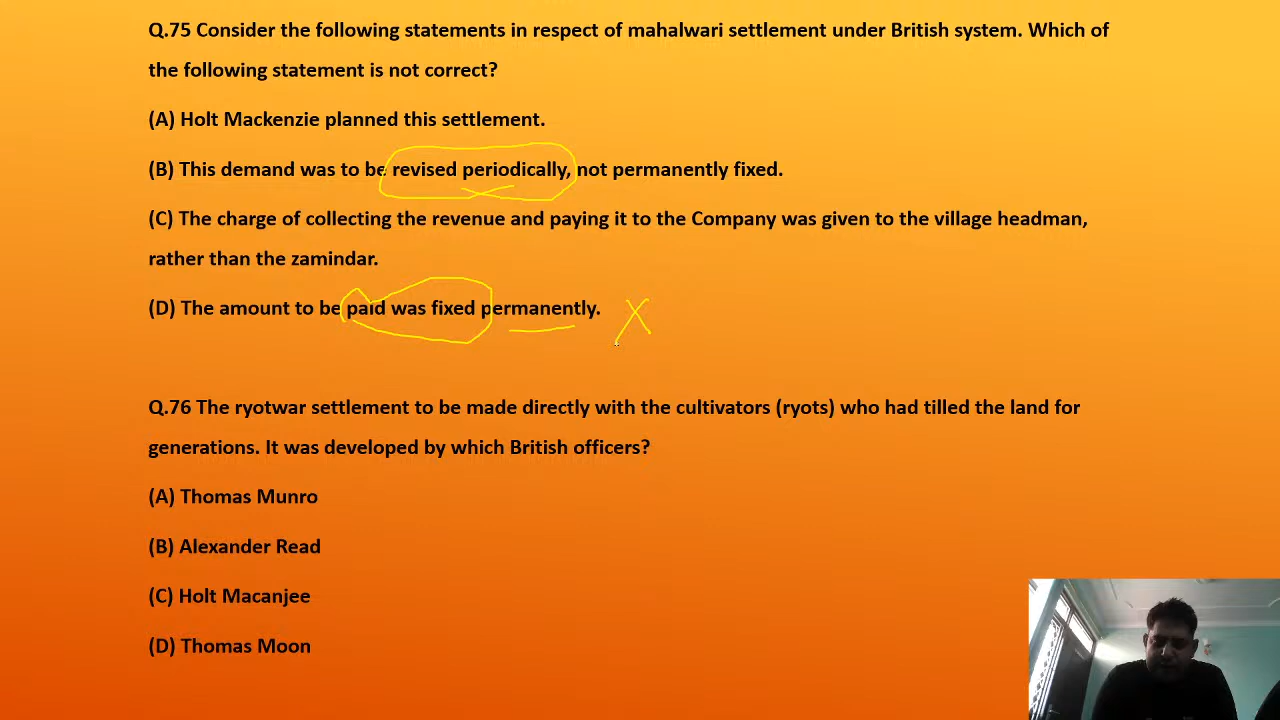 Q.75 Consider the following statements in respect of mahalwari settlement under British system. Which of
the following statement is not correct?
(A) Holt Mackenzie planned this settlement.
(B) This demand was to be revised periodically, not permanently fixed.
(C) The charge of collecting the revenue and paying it to the Company was given to the village headman,
rather than the zamindar.
(D) The amount to be paid was fixed permanently.
Q.76 The ryotwar settlement to be made directly with the cultivators (ryots) who had tilled the land for
generations. It was developed by which British officers?
(A) Thomas Munro
(B) Alexander Read
(C) Holt Macanjee
(D) Thomas Moon